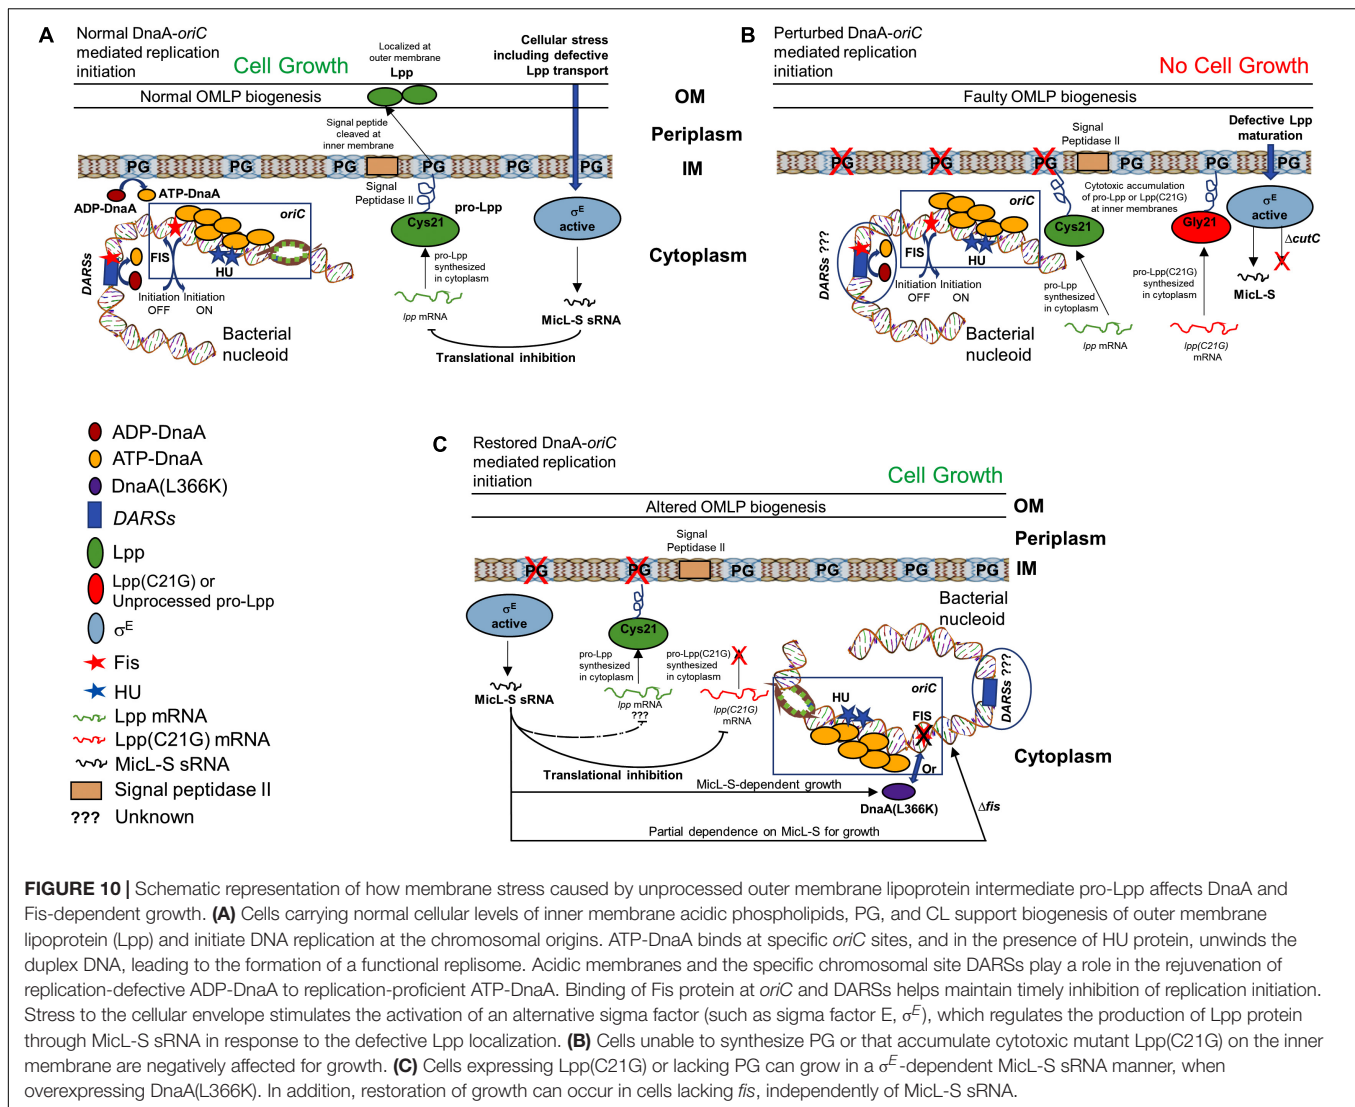 A
Normal DnaA-oriC
mediated replication
initiation
Cell Growth
Localized at
outer membrane
Lpp
Cellular stress
including defective
Lpp transport
Normal OMLP biogenesis
Signal peptide
cleaved at
inner membrane
PG PG PG PG PG PG
Signal
Peptidase II
ADP-DnaA
ATP-DnaA
oriC
pro-Lpp
Cys21
σE
active
DARSs
FIS
HU
Initiation
OFF
Initiation
ON
pro-Lpp
synthesized
in cytoplasm
lpp mRNA
MicL-S sRNA
Translational inhibition
Bacterial
nucleoid
OM
Periplasm
IM
Cytoplasm
B
Perturbed DnaA-oriC
mediated replication
initiation
No Cell Growth
Faulty OMLP biogenesis
Signal
Peptidase II
Defective Lpp
maturation
PG PG PG PG PG PG
Cytotoxic accumulation
of pro-Lpp or Lpp(C21G)
at inner membranes
oriC
Cys21
Gly21
σE
active
ΔcutC
DARSs ???
FIS
HU
Initiation
OFF
Initiation
ON
pro-Lpp
synthesized
in cytoplasm
pro-Lpp(C21G)
synthesized
in cytoplasm
MicL-S
lpp mRNA
lpp(C21G)
mRNA
Bacterial
nucleoid
ADP-DnaA
ATP-DnaA
DnaA(L366K)
DARSs
Lpp
Lpp(C21G) or
Unprocessed pro-Lpp
σE
Fis
HU
Lpp mRNA
Lpp(C21G) mRNA
MicL-S sRNA
Signal peptidase II
??? Unknown
C
Restored DnaA-oriC
mediated replication
initiation
Cell Growth
Altered OMLP biogenesis
OM
Signal
Peptidase II
Periplasm
PG PG PG PG PG
IM
σE
active
Cys21
Bacterial
nucleoid
pro-Lpp
synthesized
in cytoplasm
pro-Lpp(C21G)
synthesized
in cytoplasm
MicL-S sRNA
lpp mRNA
???
lpp(C21G)
mRNA
HU
oriC
FIS
DARSs ???
Cytoplasm
Translational inhibition
Or
MicL-S-dependent growth
DnaA(L366K)
Δfis
Partial dependence on MicL-S for growth
FIGURE 10 | Schematic representation of how membrane stress caused by unprocessed outer membrane lipoprotein intermediate pro-Lpp affects DnaA and
Fis-dependent growth. (A) Cells carrying normal cellular levels of inner membrane acidic phospholipids, PG, and CL support biogenesis of outer membrane
lipoprotein (Lpp) and initiate DNA replication at the chromosomal origins. ATP-DnaA binds at specific oriC sites, and in the presence of HU protein, unwinds the
duplex DNA, leading to the formation of a functional replisome. Acidic membranes and the specific chromosomal site DARSs play a role in the rejuvenation of
replication-defective ADP-DnaA to replication-proficient ATP-DnaA. Binding of Fis protein at oriC and DARSs helps maintain timely inhibition of replication initiation.
Stress to the cellular envelope stimulates the activation of an alternative sigma factor (such as sigma factor E, σE), which regulates the production of Lpp protein
through MicL-S sRNA in response to the defective Lpp localization. (B) Cells unable to synthesize PG or that accumulate cytotoxic mutant Lpp(C21G) on the inner
membrane are negatively affected for growth. (C) Cells expressing Lpp(C21G) or lacking PG can grow in a σE-dependent MicL-S sRNA manner, when
overexpressing DnaA(L366K). In addition, restoration of growth can occur in cells lacking fis, independently of MicL-S sRNA.